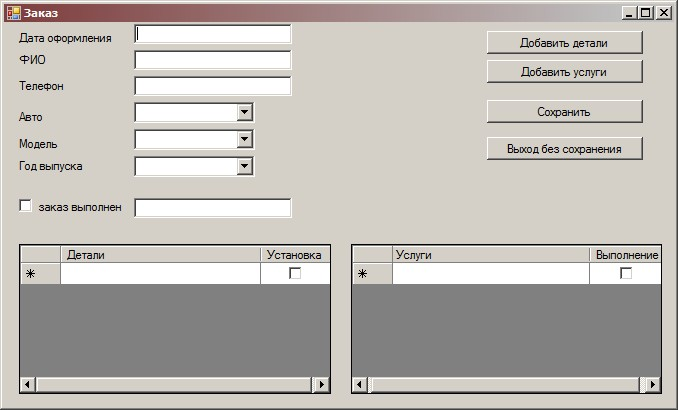 Заказ
Дата оформления
ФИО
Телефон
Авто
Модель
Год выпуска
заказ выполнен
Добавить детали
Добавить услуги
Сохранить
Выход без сохранения
Детали Установка
Услуги Выполнение